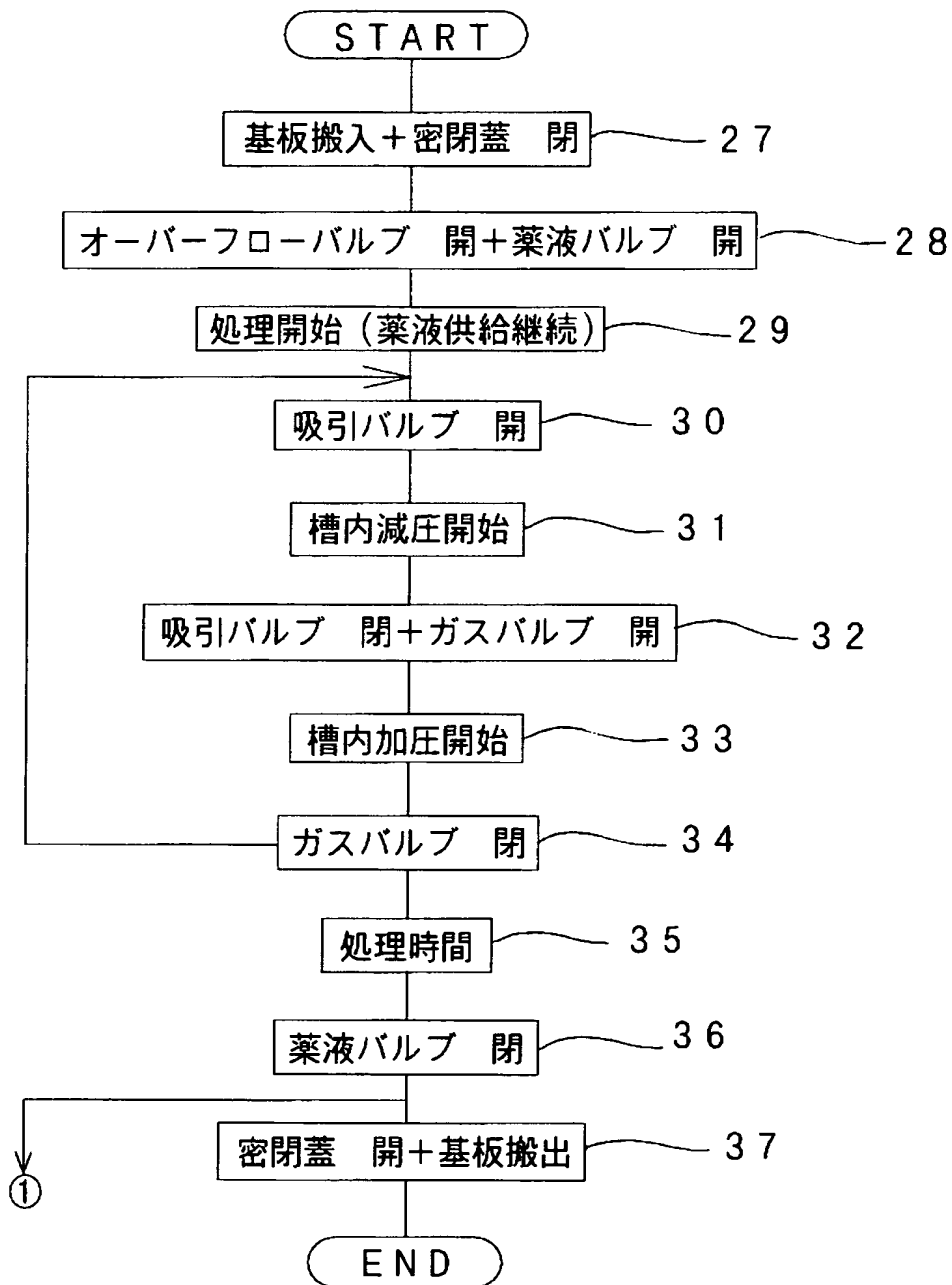 START
基板搬入＋密閉蓋　閉
27
オーバーフローバルブ　開＋薬液バルブ　開
28
処理開始（薬液供給継続）
29
吸引バルブ　開
30
槽内減圧開始
31
吸引バルブ　閉＋ガスバルブ　開
32
槽内加圧開始
33
ガスバルブ　閉
34
処理時間
35
薬液バルブ　閉
36
密閉蓋　開＋基板搬出
37
①
END